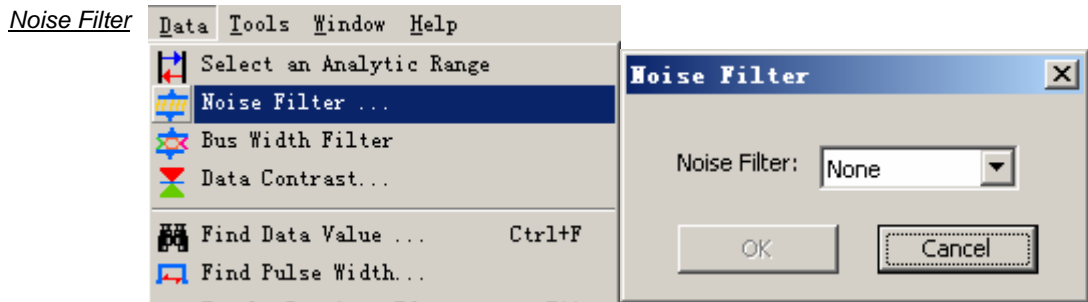 Noise Filter
Data Tools Window Help
Select an Analytic Range
Noise Filter ...
Bus Width Filter
Data Contrast...
Find Data Value ... Ctrl+F
Find Pulse Width...
Noise Filter
Noise Filter: None
OK Cancel